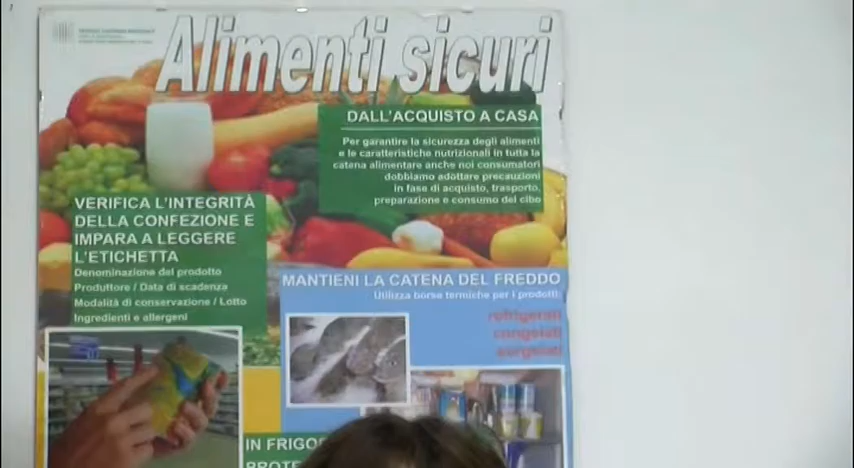 Alimenti sicuri
DALL'ACQUISTO A CASA
Per garantire la sicurezza degli alimenti
e le caratteristiche nutrizionali in tutta la
catena alimentare anche noi consumatori
dobbiamo adottare precauzioni
in fase di acquisto, trasporto,
preparazione e consumo del cibo
VERIFICA L'INTEGRITÀ
DELLA CONFEZIONE E
IMPARA A LEGGERE
L'ETICHETTA
Denominazione del prodotto
Produttore / Data di scadenza
Modalità di conservazione / Lotto
Ingredienti e allergeni
MANTIENI LA CATENA DEL FREDDO
Utilizza borse termiche per i prodotti:
refrigerati
congelati
surgelati
IN FRIGO